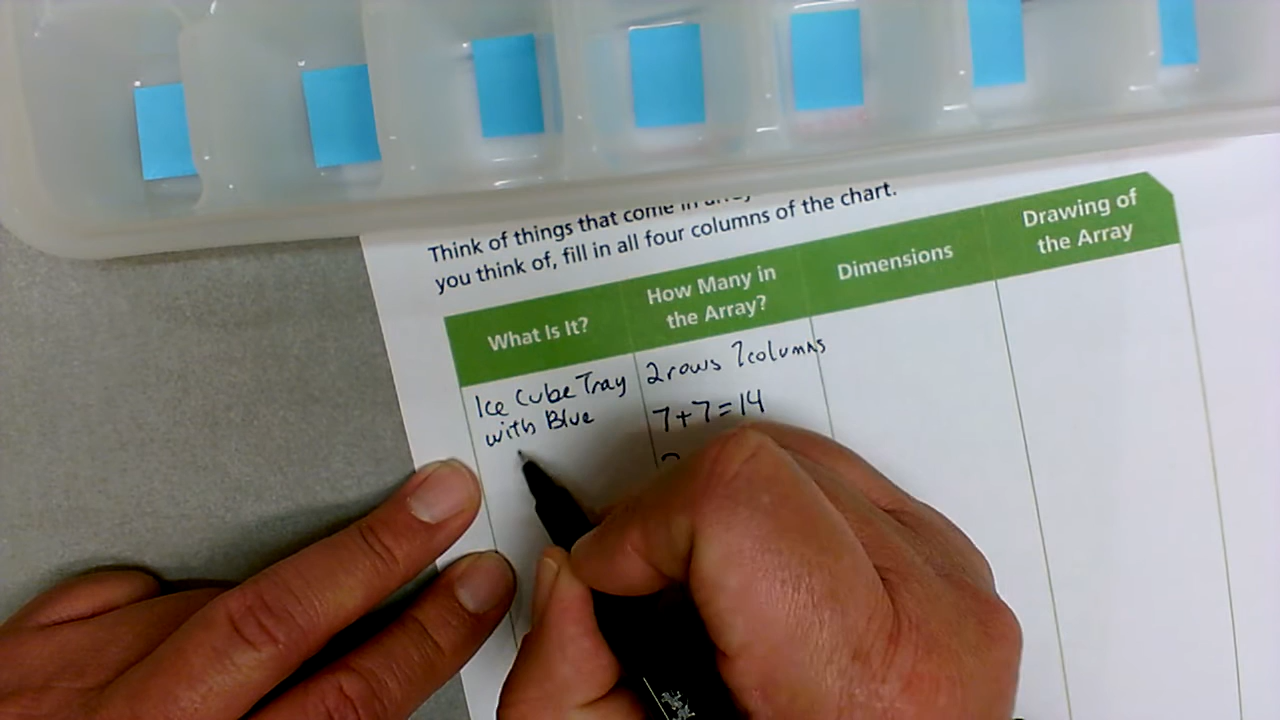 Think of things that come in
you think of, fill in all four columns of the chart.
What Is It?
How Many in
the Array?
Dimensions
Drawing of
the Array
Ice Cube Tray
with Blue
2 rows 7 columns
7+7=14